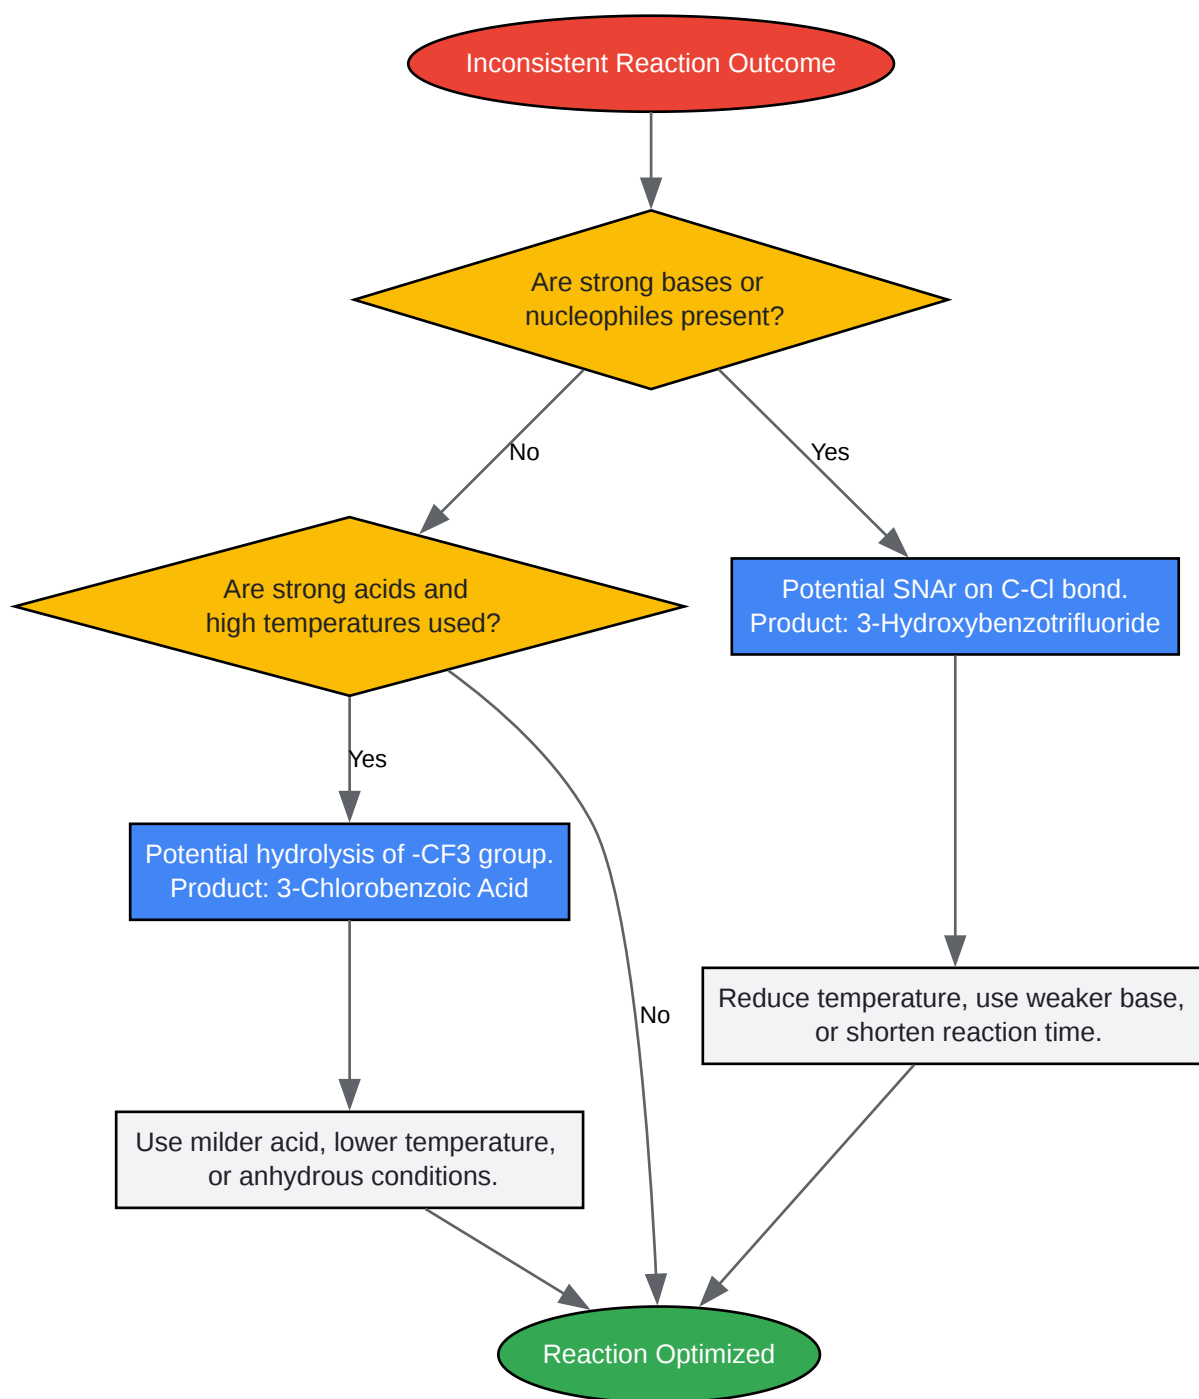 Inconsistent Reaction Outcome
Are strong bases or
nucleophiles present?
No
Yes
Are strong acids and
high temperatures used?
Potential SNAr on C-Cl bond.
Product: 3-Hydroxybenzotrifluoride
Yes
Potential hydrolysis of -CF3 group.
Product: 3-Chlorobenzoic Acid
No
Reduce temperature, use weaker base,
or shorten reaction time.
Use milder acid, lower temperature,
or anhydrous conditions.
Reaction Optimized